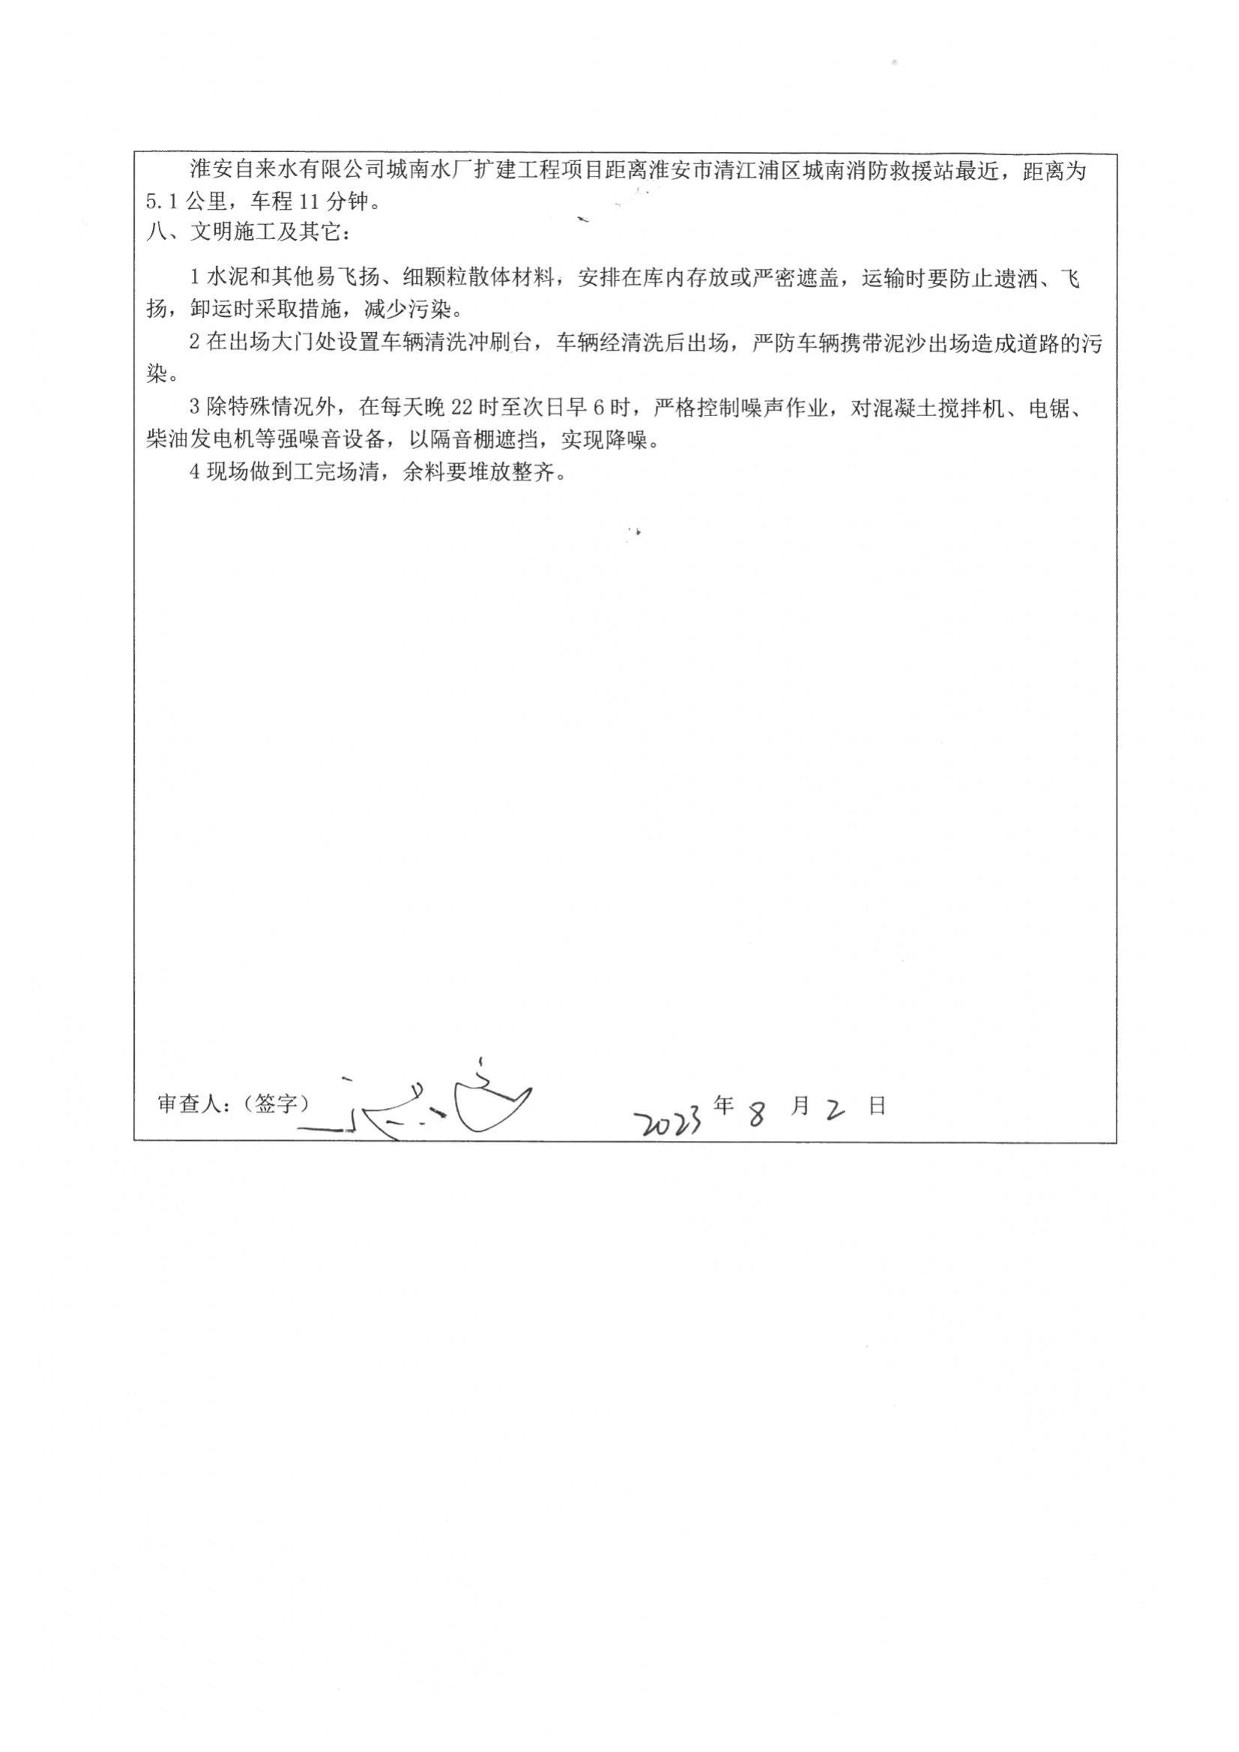 淮安自来水有限公司城南水厂扩建工程项目距离淮安市清江浦区城南消防救援站最近，距离为
5.1 公里，车程 11 分钟。
八、文明施工及其它：
1 水泥和其他易飞扬、细颗粒散体材料，安排在库内存放或严密遮盖，运输时要防止遗洒、飞
扬，卸运时采取措施，减少污染。
2 在出场大门处设置车辆清洗冲刷台，车辆经清洗后出场，严防车辆携带泥沙出场造成道路的污
染。
3 除特殊情况外，在每天晚 22 时至次日早 6 时，严格控制噪声作业，对混凝土搅拌机、电锯、
柴油发电机等强噪音设备，以隔音棚遮挡，实现降噪。
4 现场做到工完场清，余料要堆放整齐。
审查人：（签字） 2023 年 8 月 2 日